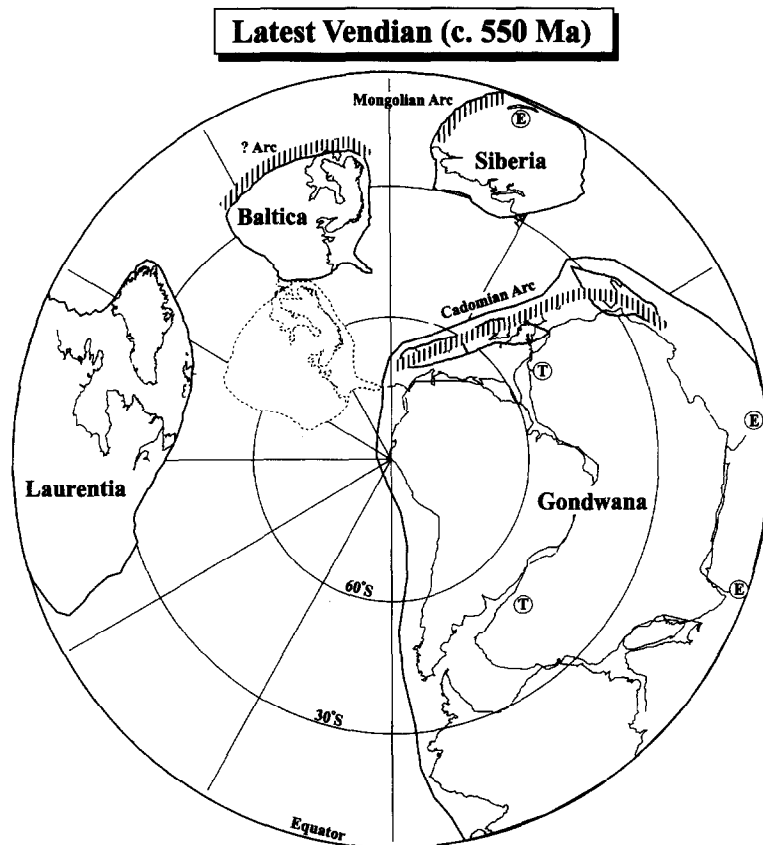 Latest Vendian (c. 550 Ma)
Mongolian Arc
E
? Arc
Siberia
Baltica
Cadomian Arc
T
E
Laurentia
Gondwana
60°S
T
E
30°S
Equator